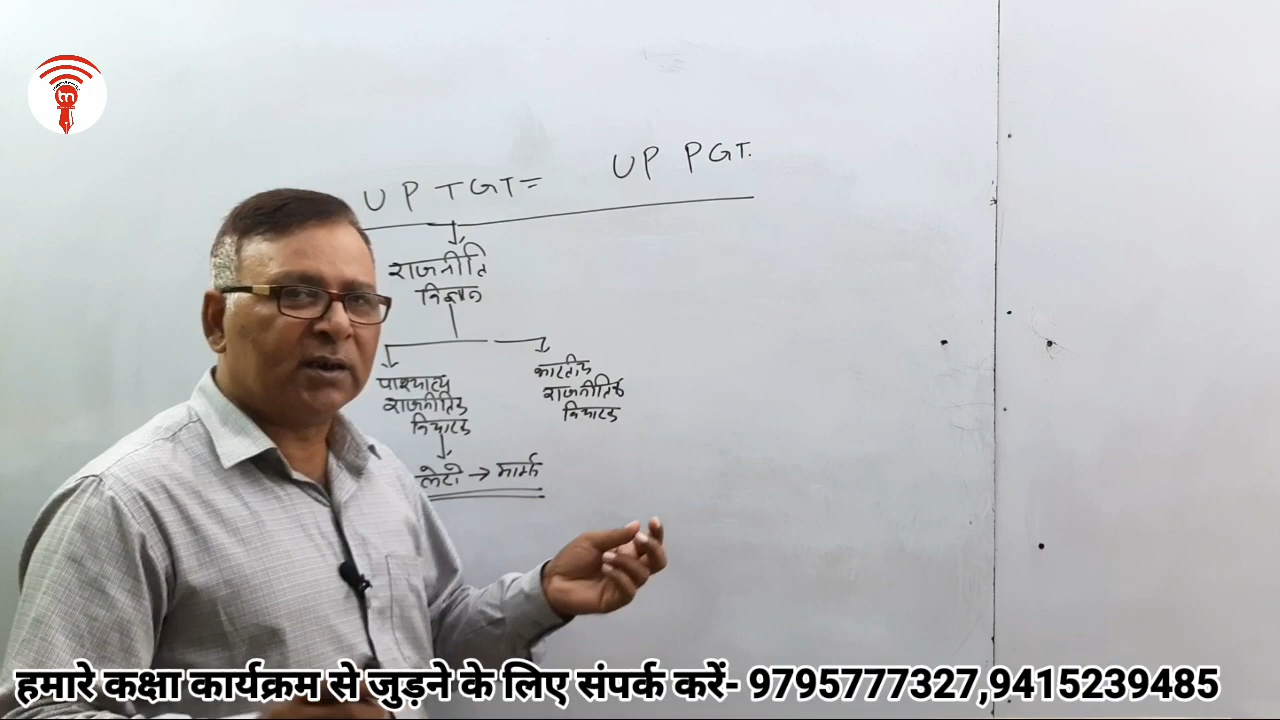 UP TGT=
UP PGT.
राजनीति
विज्ञान
पाश्चात्य
राजनीतिक
विचारक
भारतीय
राजनीतिक
विचारक
प्लेटो → मार्क्स
हमारे कक्षा कार्यक्रम से जुड़ने के लिए संपर्क करें- 9795777327,9415239485